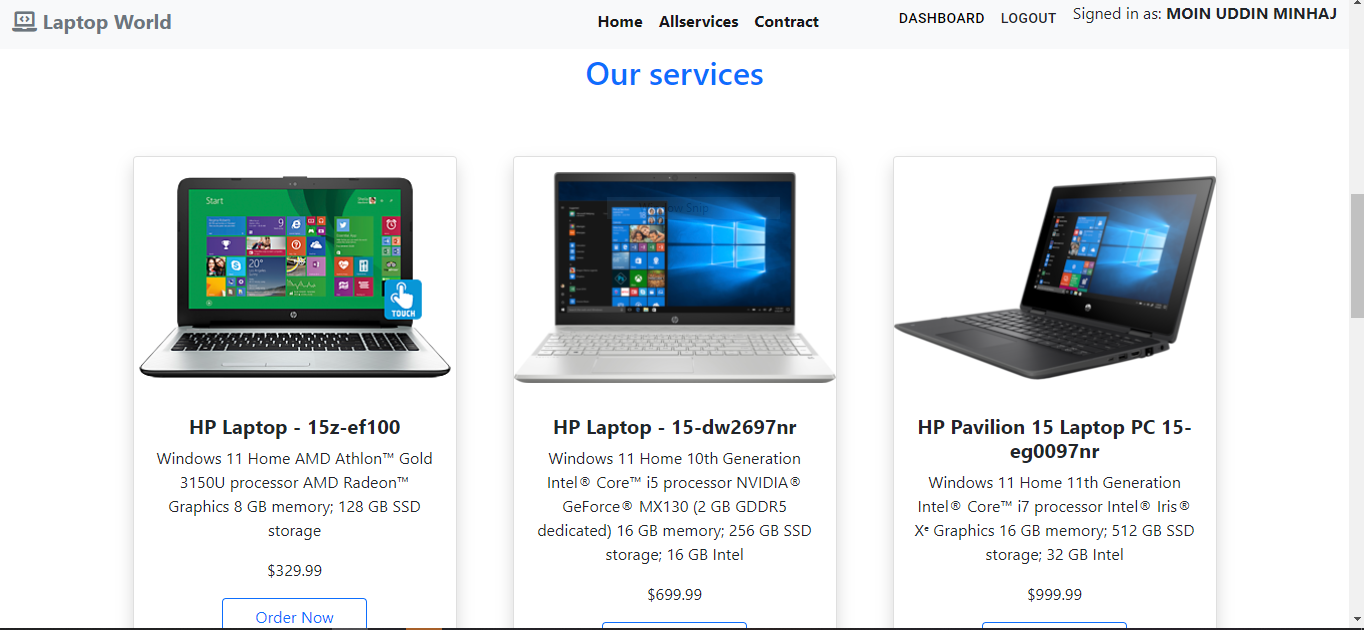 Laptop World
Home Allservices Contract
DASHBOARD LOGOUT Signed in as: MOIN UDDIN MINHAJ
Our services
Start
TOUCH
HP Laptop - 15z-ef100
Windows 11 Home AMD Athlon™ Gold
3150U processor AMD Radeon™
Graphics 8 GB memory; 128 GB SSD
storage
$329.99
Order Now
HP Laptop - 15-dw2697nr
Windows 11 Home 10th Generation
Intel® Core™ i5 processor NVIDIA®
GeForce® MX130 (2 GB GDDR5
dedicated) 16 GB memory; 256 GB SSD
storage; 16 GB Intel
$699.99
HP Pavilion 15 Laptop PC 15-
eg0097nr
Windows 11 Home 11th Generation
Intel® Core™ i7 processor Intel® Iris®
Xᵉ Graphics 16 GB memory; 512 GB SSD
storage; 32 GB Intel
$999.99